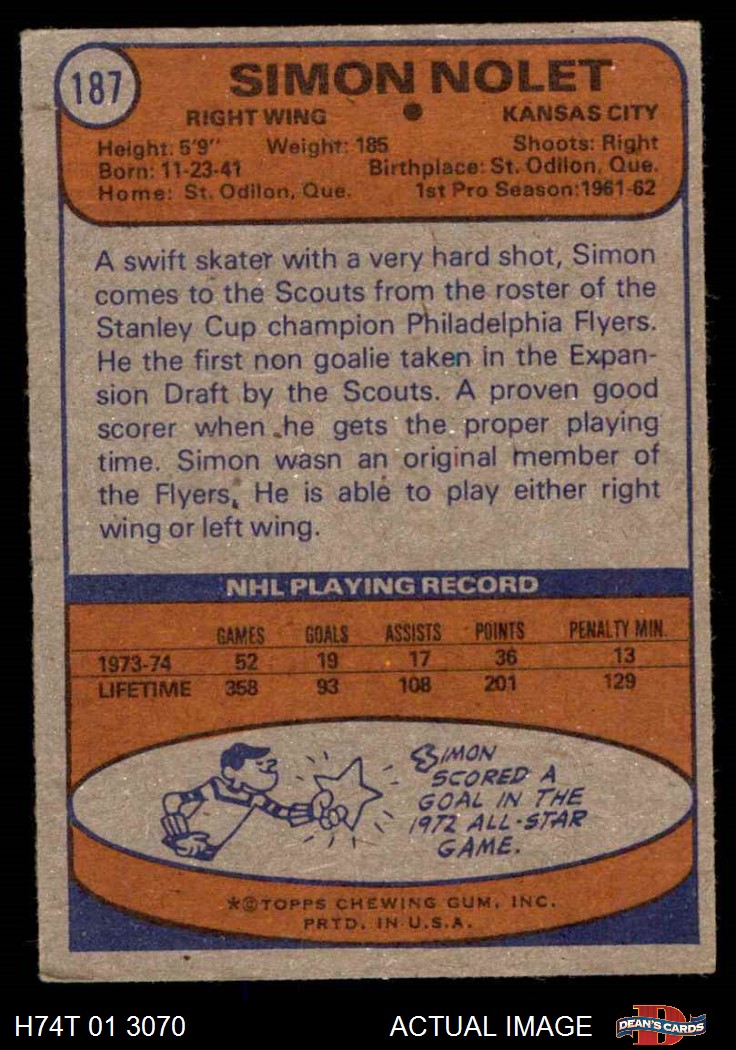 187
SIMON NOLET
RIGHT WING • KANSAS CITY
Height: 5'9" Weight: 185 Shoots: Right
Born: 11-23-41 Birthplace: St. Odilon, Que.
Home: St. Odilon, Que. 1st Pro Season: 1961-62
A swift skater with a very hard shot, Simon
comes to the Scouts from the roster of the
Stanley Cup champion Philadelphia Flyers.
He the first non goalie taken in the Expan-
sion Draft by the Scouts. A proven good
scorer when he gets the proper playing
time. Simon wasn an original member of
the Flyers. He is able to play either right
wing or left wing.
NHL PLAYING RECORD
GAMES GOALS ASSISTS POINTS PENALTY MIN.
1973-74 52 19 17 36 13
LIFETIME 358 93 108 201 129
SIMON
SCORED A
GOAL IN THE
1972 ALL-STAR
GAME.
*©TOPPS CHEWING GUM, INC.
PRTD. IN U.S.A.
H74T 01 3070 ACTUAL IMAGE D DEAN'S CARDS